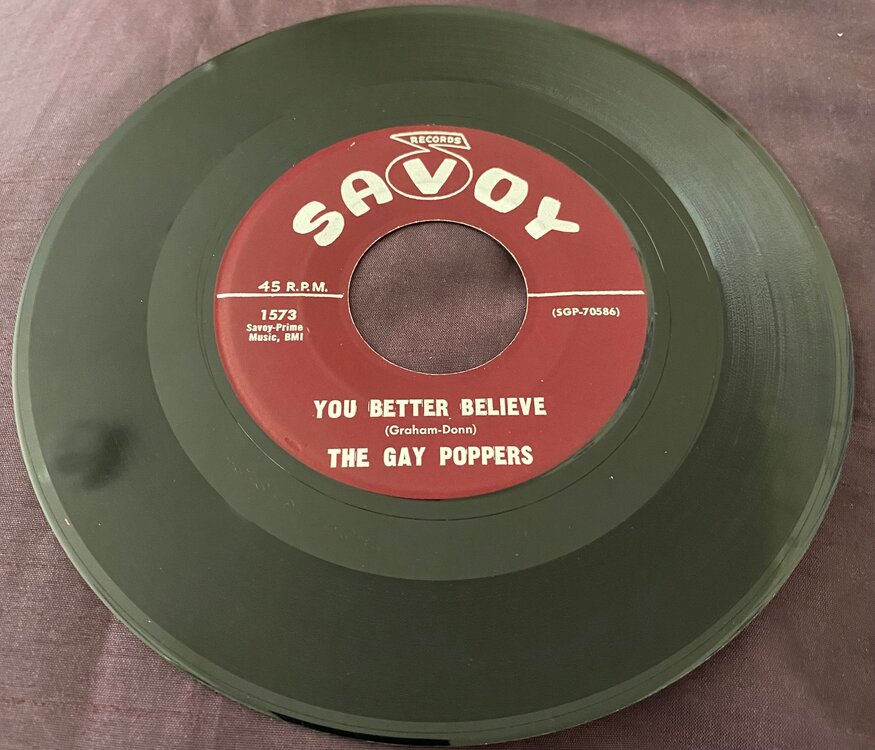 RECORDS
SAVOY
45 R.P.M.
1573
Savoy-Prime
Music, BMI
(SGP-70586)
YOU BETTER BELIEVE
(Graham-Donn)
THE GAY POPPERS